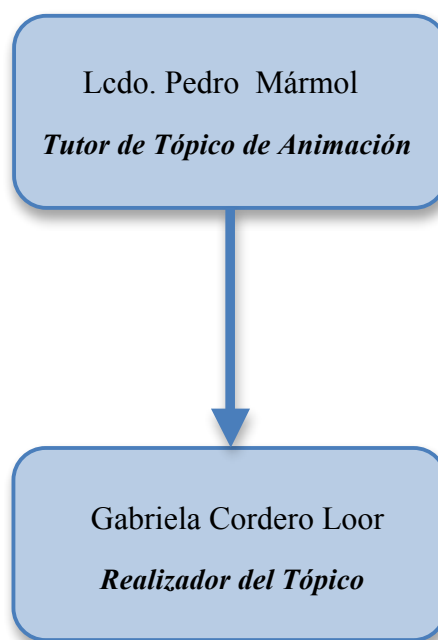 Lcdo. Pedro Mármol
Tutor de Tópico de Animación
Gabriela Cordero Loor
Realizador del Tópico